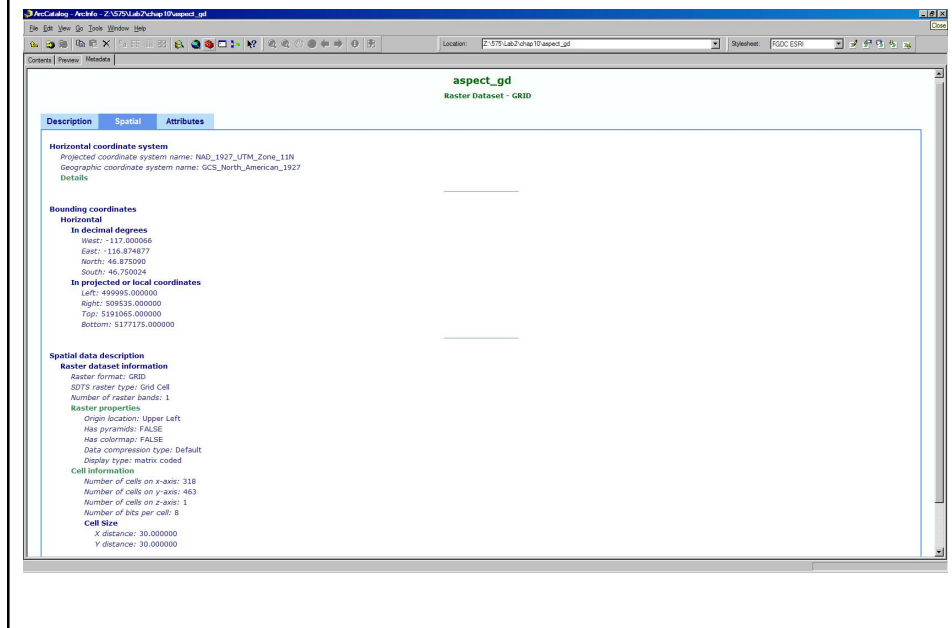 ArcCatalog - ArcInfo - Z:\575\Lab2\chap10\aspect_gd
Close
File Edit View Go Tools Window Help
Location: Z:\575\Lab2\chap10\aspect_gd Stylesheet: FGDC ESRI
Contents Preview Metadata
aspect_gd
Raster Dataset - GRID
Description Spatial Attributes
Horizontal coordinate system
Projected coordinate system name: NAD_1927_UTM_Zone_11N
Geographic coordinate system name: GCS_North_American_1927
Details
Bounding coordinates
Horizontal
In decimal degrees
West: -117.000066
East: -116.874877
North: 46.875090
South: 46.750024
In projected or local coordinates
Left: 499995.000000
Right: 509535.000000
Top: 5191065.000000
Bottom: 5177175.000000
Spatial data description
Raster dataset information
Raster format: GRID
SDTS raster type: Grid Cell
Number of raster bands: 1
Raster properties
Origin location: Upper Left
Has pyramids: FALSE
Has colormap: FALSE
Data compression type: Default
Display type: matrix coded
Cell information
Number of cells on x-axis: 318
Number of cells on y-axis: 463
Number of cells on z-axis: 1
Number of bits per cell: 8
Cell Size
X distance: 30.000000
Y distance: 30.000000